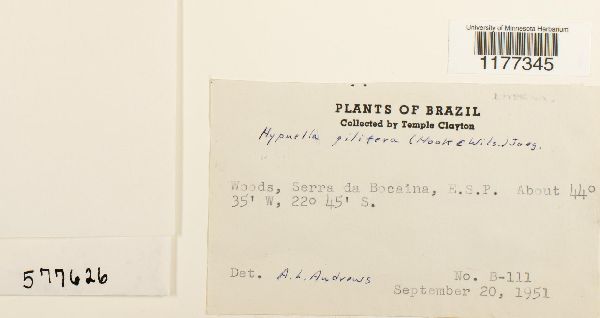 University of Minnesota Herbarium
1177345
PLANTS OF BRAZIL
Collected by Temple Clayton
Hypnella pilifera (Hook & Wils.) Jaeg.
Woods, Serra da Bocaina, E.S.P. About 44°
35' W, 22° 45' S.
577626
Det. A.L. Andrews No. B-111
September 20, 1951